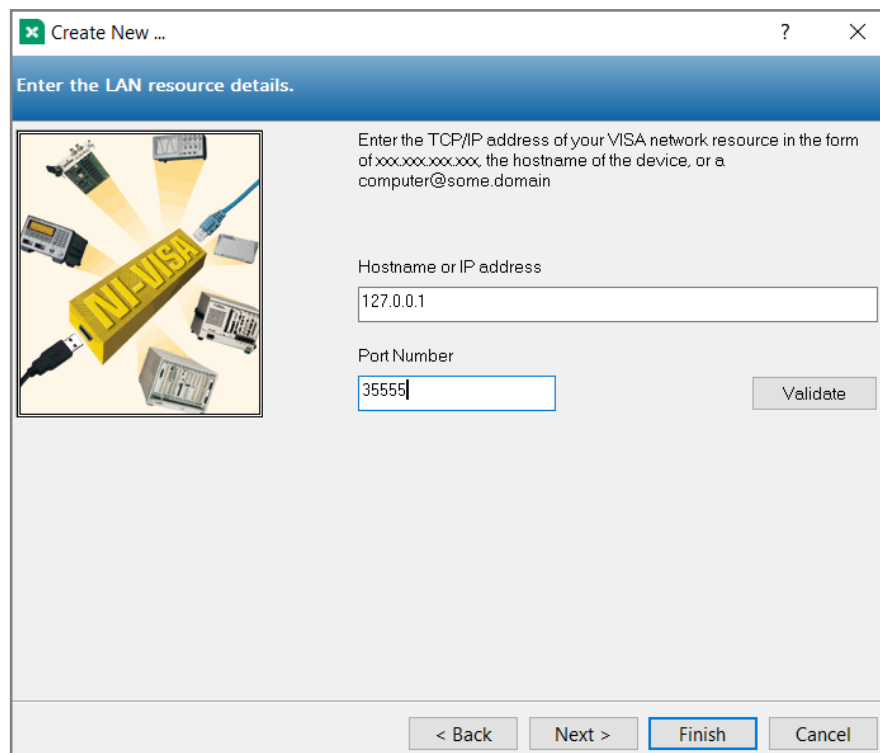 Create New ...
?
Enter the LAN resource details.
Enter the TCP/IP address of your VISA network resource in the form
of xxx.xxx.xxx.xxx, the hostname of the device, or a
computer@some.domain
NI-VISA
Hostname or IP address
127.0.0.1
Port Number
35555
Validate
< Back
Next >
Finish
Cancel